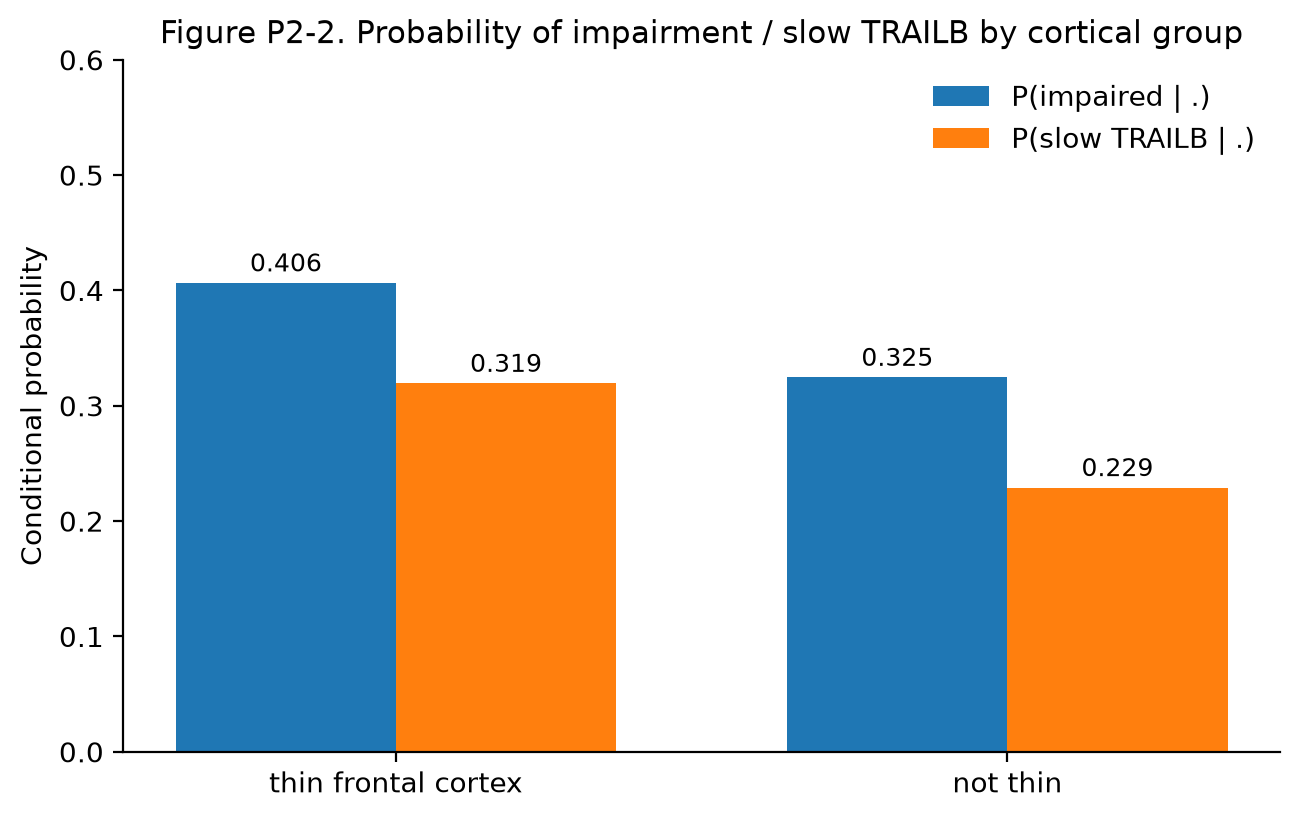 Figure P2-2. Probability of impairment / slow TRAILB by cortical group
P(impaired | .)
P(slow TRAILB | .)
Conditional probability
0.6
0.5
0.4
0.3
0.2
0.1
0.0
0.406
0.319
0.325
0.229
thin frontal cortex
not thin